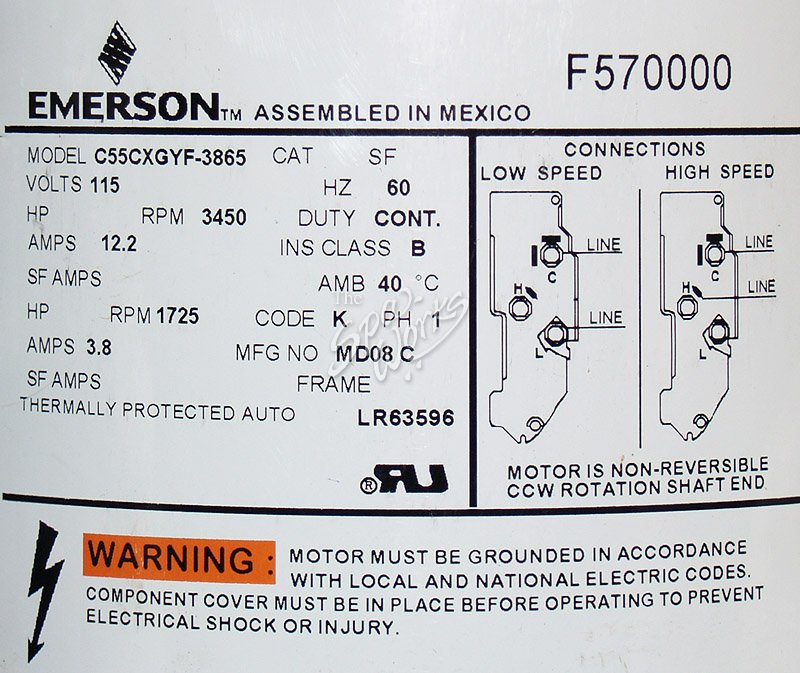 F570000
EMERSON™ ASSEMBLED IN MEXICO
MODEL C55CXGYF-3865 CAT SF
VOLTS 115 HZ 60
HP RPM 3450 DUTY CONT.
AMPS 12.2 INS CLASS B
SF AMPS AMB 40 °C
HP RPM 1725 CODE K PH 1
AMPS 3.8 MFG NO MD08 C
SF AMPS FRAME
THERMALLY PROTECTED AUTO LR63596
The
Spa Works
®
CONNECTIONS
LOW SPEED HIGH SPEED
LINE
C
H
LINE
L
LINE
C
H
LINE
L
MOTOR IS NON-REVERSIBLE
CCW ROTATION SHAFT END.
WARNING : MOTOR MUST BE GROUNDED IN ACCORDANCE
WITH LOCAL AND NATIONAL ELECTRIC CODES.
COMPONENT COVER MUST BE IN PLACE BEFORE OPERATING TO PREVENT
ELECTRICAL SHOCK OR INJURY.